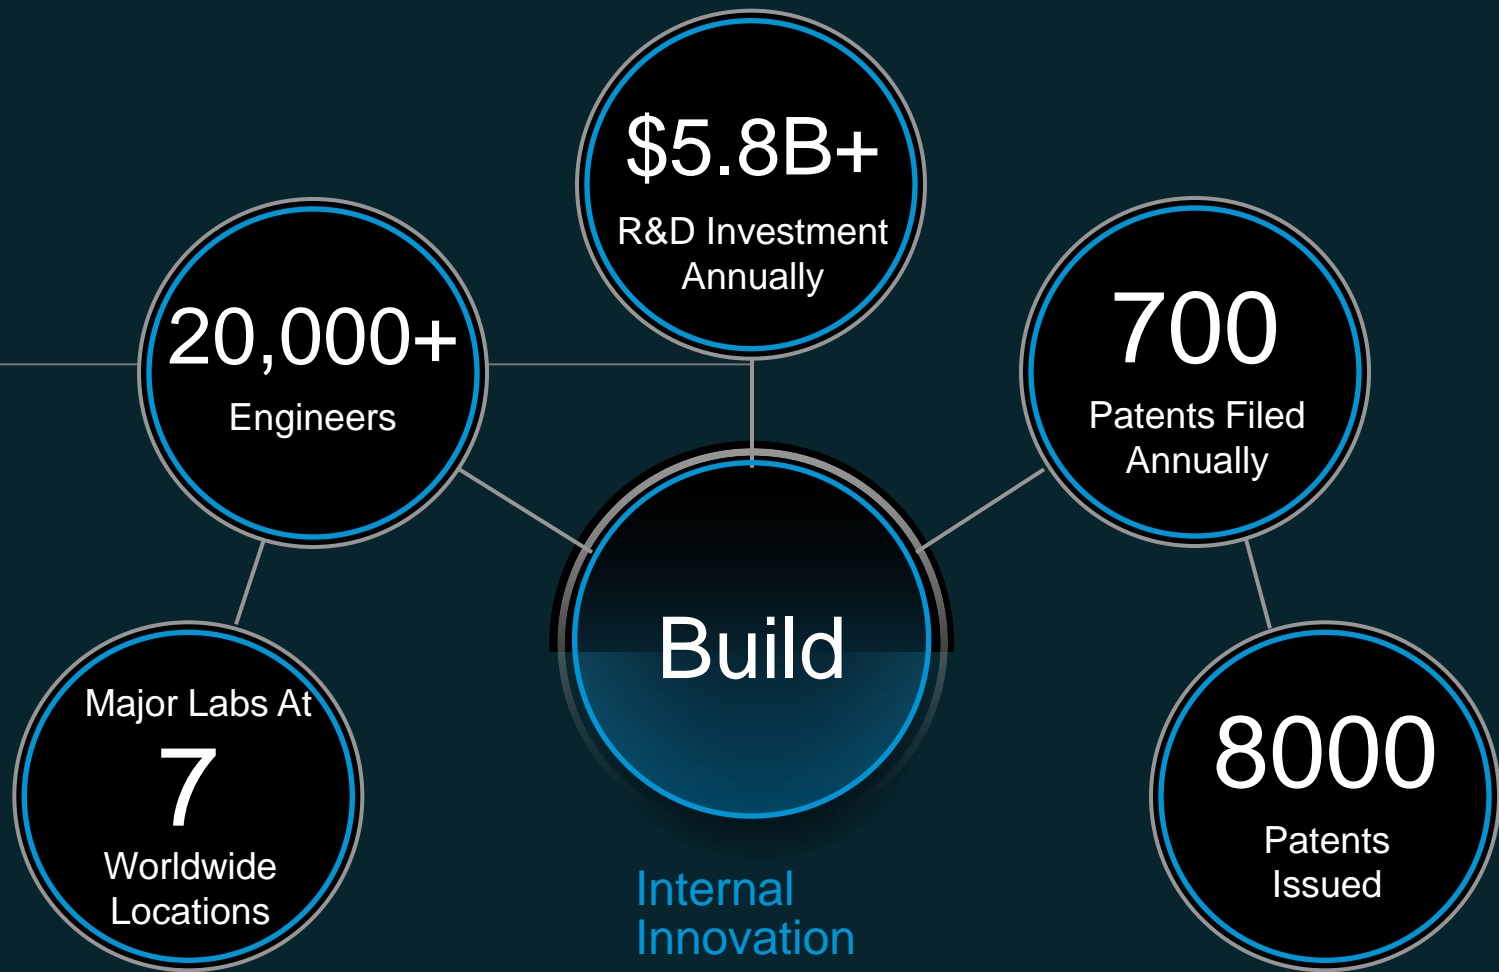 $5.8B+
R&D Investment
Annually
20,000+
Engineers
700
Patents Filed
Annually
Build
Major Labs At
7
Worldwide
Locations
8000
Patents
Issued
Internal
Innovation